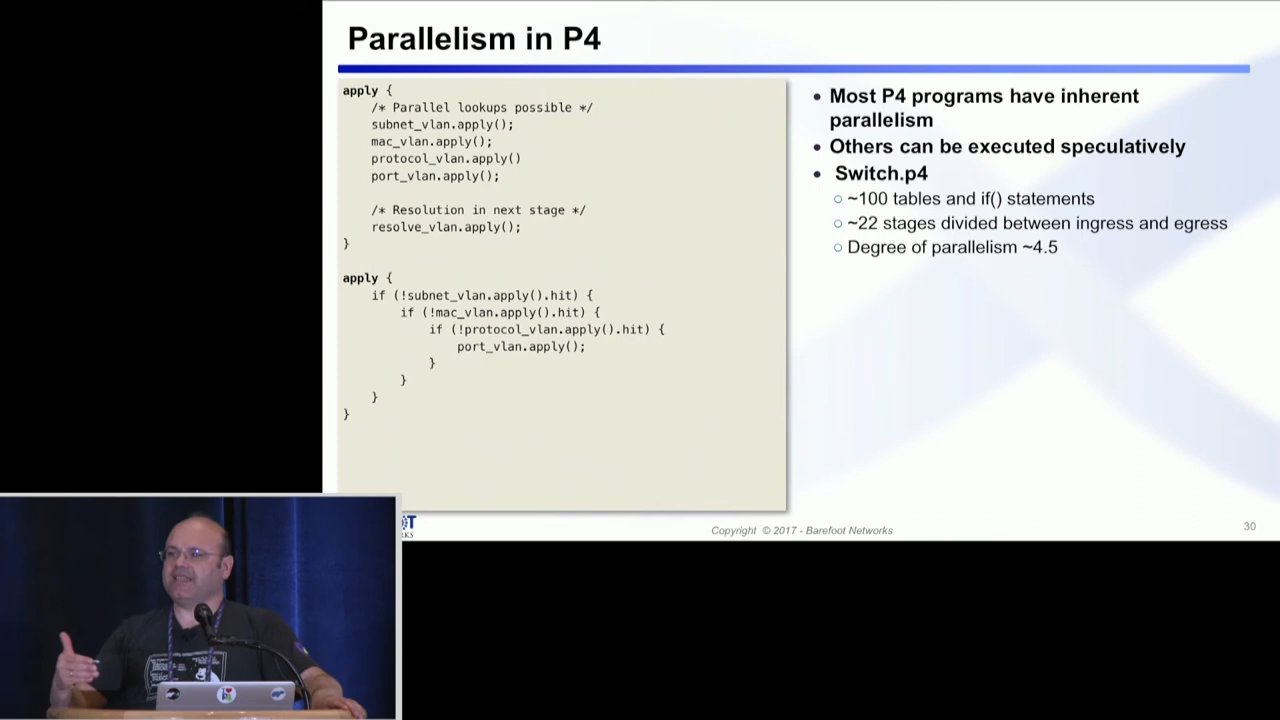 Parallelism in P4
apply {
/* Parallel lookups possible */
subnet_vlan.apply();
mac_vlan.apply();
protocol_vlan.apply()
port_vlan.apply();
/* Resolution in next stage */
resolve_vlan.apply();
}
apply {
if (!subnet_vlan.apply().hit) {
if (!mac_vlan.apply().hit) {
if (!protocol_vlan.apply().hit) {
port_vlan.apply();
}
}
}
}
• Most P4 programs have inherent
parallelism
• Others can be executed speculatively
• Switch.p4
○ ~100 tables and if() statements
○ ~22 stages divided between ingress and egress
○ Degree of parallelism ~4.5
Copyright © 2017 - Barefoot Networks
30